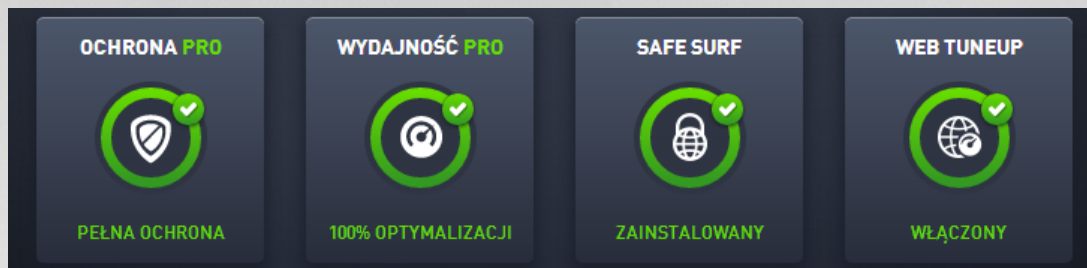 OCHRONA PRO
PEŁNA OCHRONA
WYDAJNOŚĆ PRO
100% OPTYMALIZACJI
SAFE SURF
ZAINSTALOWANY
WEB TUNEUP
WŁĄCZONY